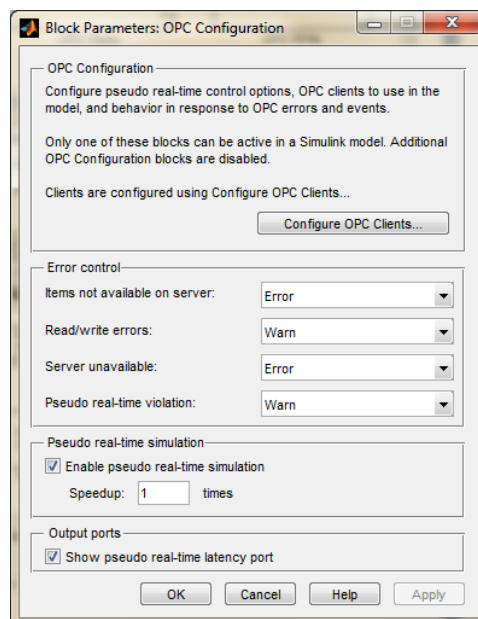 Block Parameters: OPC Configuration
OPC Configuration
Configure pseudo real-time control options, OPC clients to use in the
model, and behavior in response to OPC errors and events.
Only one of these blocks can be active in a Simulink model. Additional
OPC Configuration blocks are disabled.
Clients are configured using Configure OPC Clients...
Configure OPC Clients...
Error control
Items not available on server: Error
Read/write errors: Warn
Server unavailable: Error
Pseudo real-time violation: Warn
Pseudo real-time simulation
Enable pseudo real-time simulation
Speedup: 1 times
Output ports
Show pseudo real-time latency port
OK Cancel Help Apply